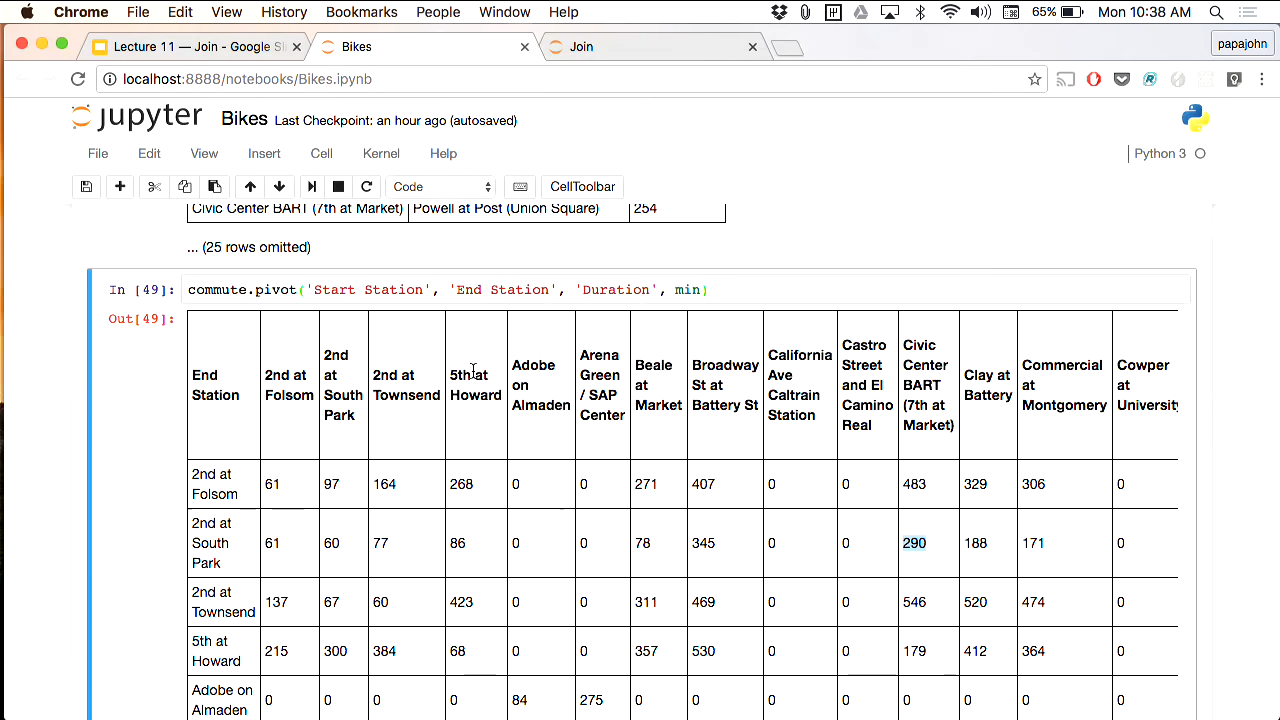 Chrome File Edit View History Bookmarks People Window Help 65% Mon 10:38 AM
Lecture 11 — Join - Google Sl Bikes Join papajohn
localhost:8888/notebooks/Bikes.ipynb
jupyter Bikes Last Checkpoint: an hour ago (autosaved)
File Edit View Insert Cell Kernel Help Python 3
Code CellToolbar
Civic Center BART (7th at Market) Powell at Post (Union Square) 254
... (25 rows omitted)
In [49]: commute.pivot('Start Station', 'End Station', 'Duration', min)
Out[49]:
End Station 2nd at Folsom 2nd at South Park 2nd at Townsend 5th at Howard Adobe on Almaden Arena Green / SAP Center Beale at Market Broadway St at Battery St California Ave Caltrain Station Castro Street and El Camino Real Civic Center BART (7th at Market) Clay at Battery Commercial at Montgomery Cowper at University
2nd at Folsom 61 97 164 268 0 0 271 407 0 0 483 329 306 0
2nd at South Park 61 60 77 86 0 0 78 345 0 0 290 188 171 0
2nd at Townsend 137 67 60 423 0 0 311 469 0 0 546 520 474 0
5th at Howard 215 300 384 68 0 0 357 530 0 0 179 412 364 0
Adobe on Almaden 0 0 0 0 84 275 0 0 0 0 0 0 0 0